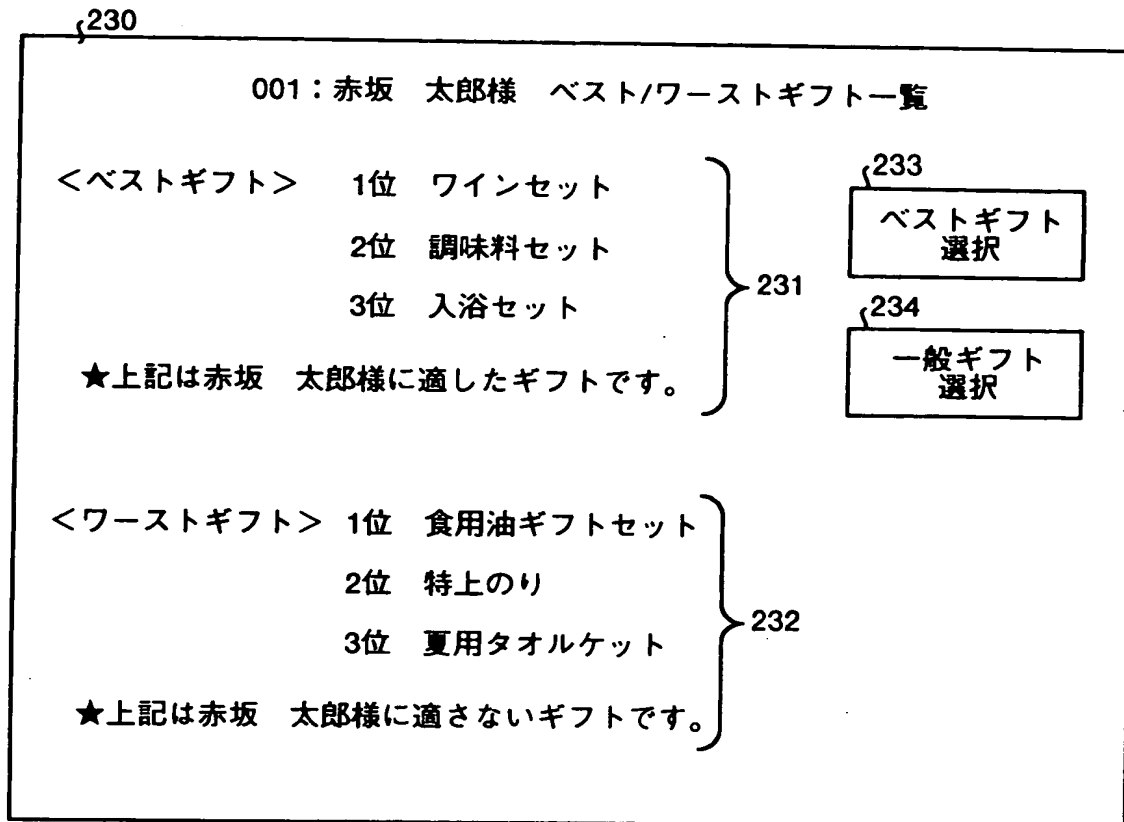 230
001：赤坂　太郎様　ベスト/ワーストギフト一覧
＜ベストギフト＞　1位　ワインセット
2位　調味料セット
3位　入浴セット
★上記は赤坂　太郎様に適したギフトです。
231
233
ベストギフト
選択
234
一般ギフト
選択
＜ワーストギフト＞　1位　食用油ギフトセット
2位　特上のり
3位　夏用タオルケット
★上記は赤坂　太郎様に適さないギフトです。
232